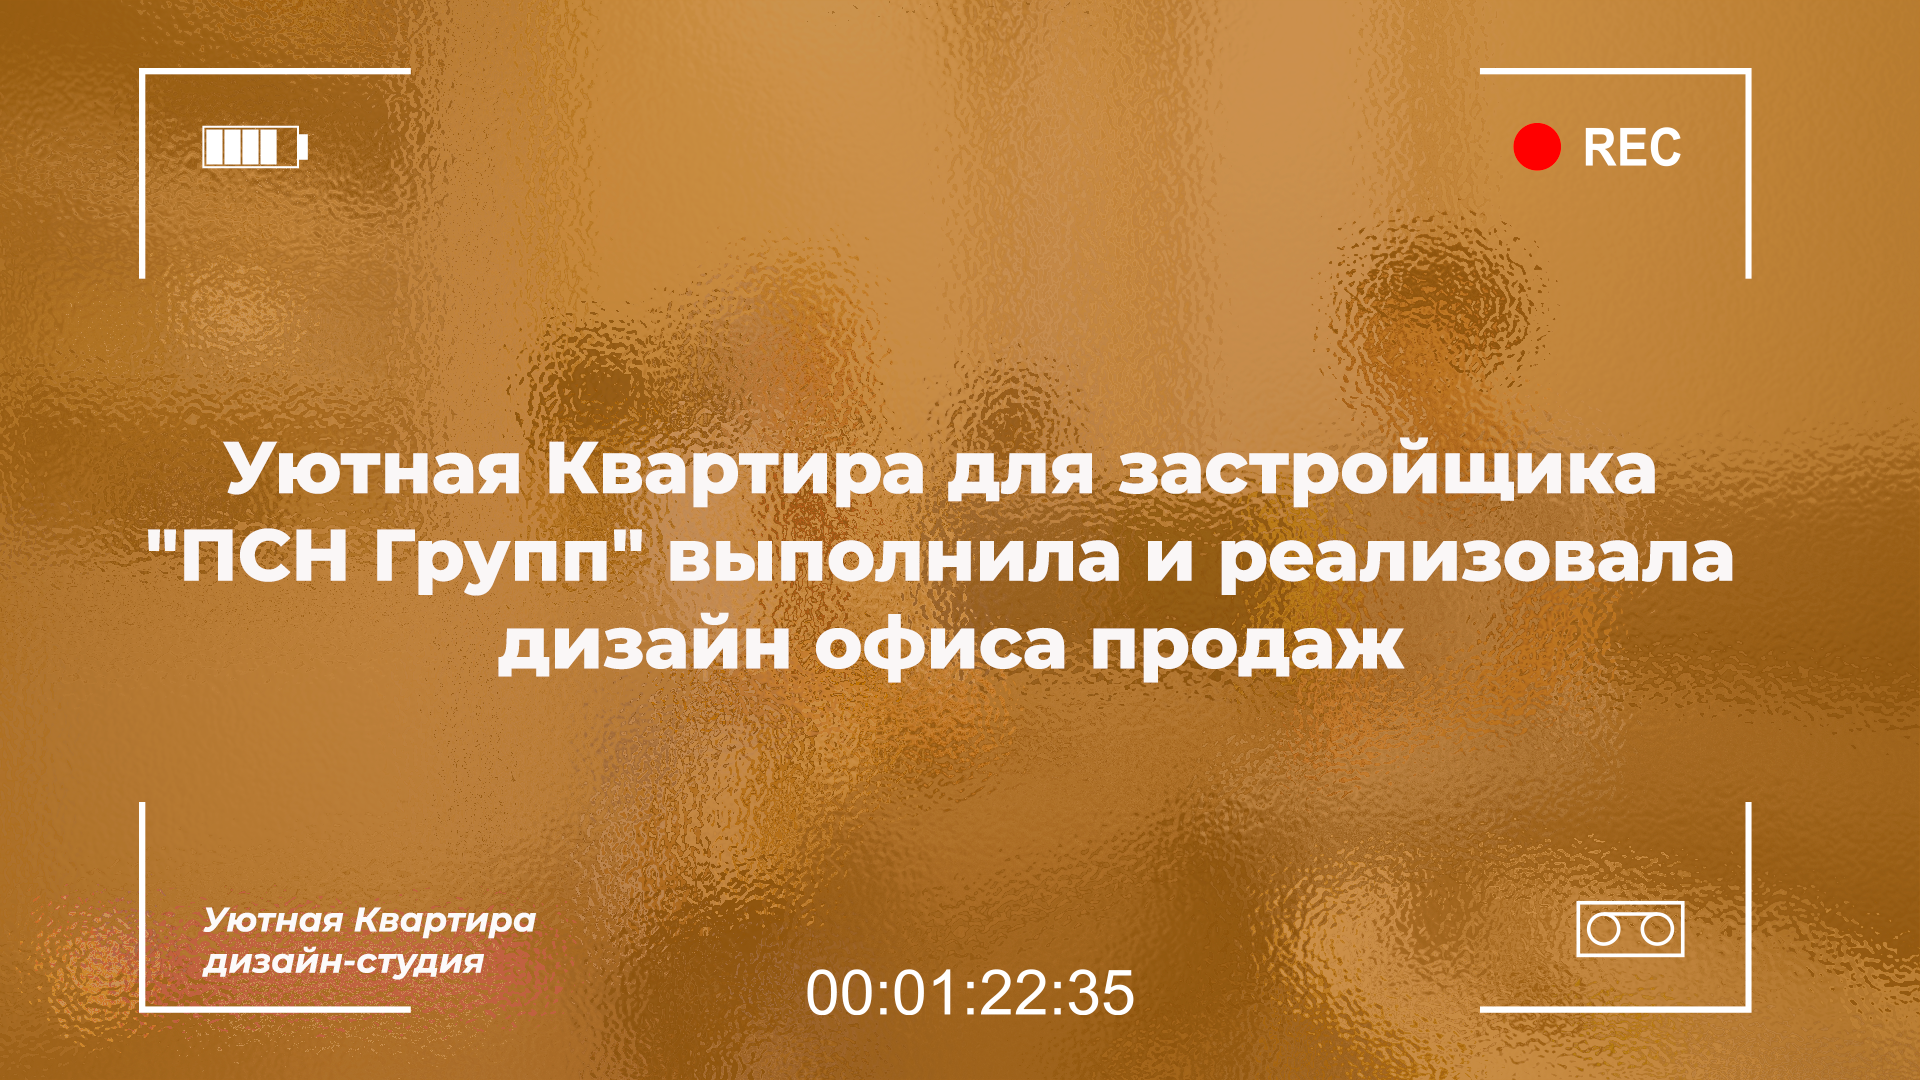 REC
Уютная Квартира для застройщика
"ПСН Групп" выполнила и реализовала
дизайн офиса продаж
Уютная Квартира
дизайн-студия
00:01:22:35